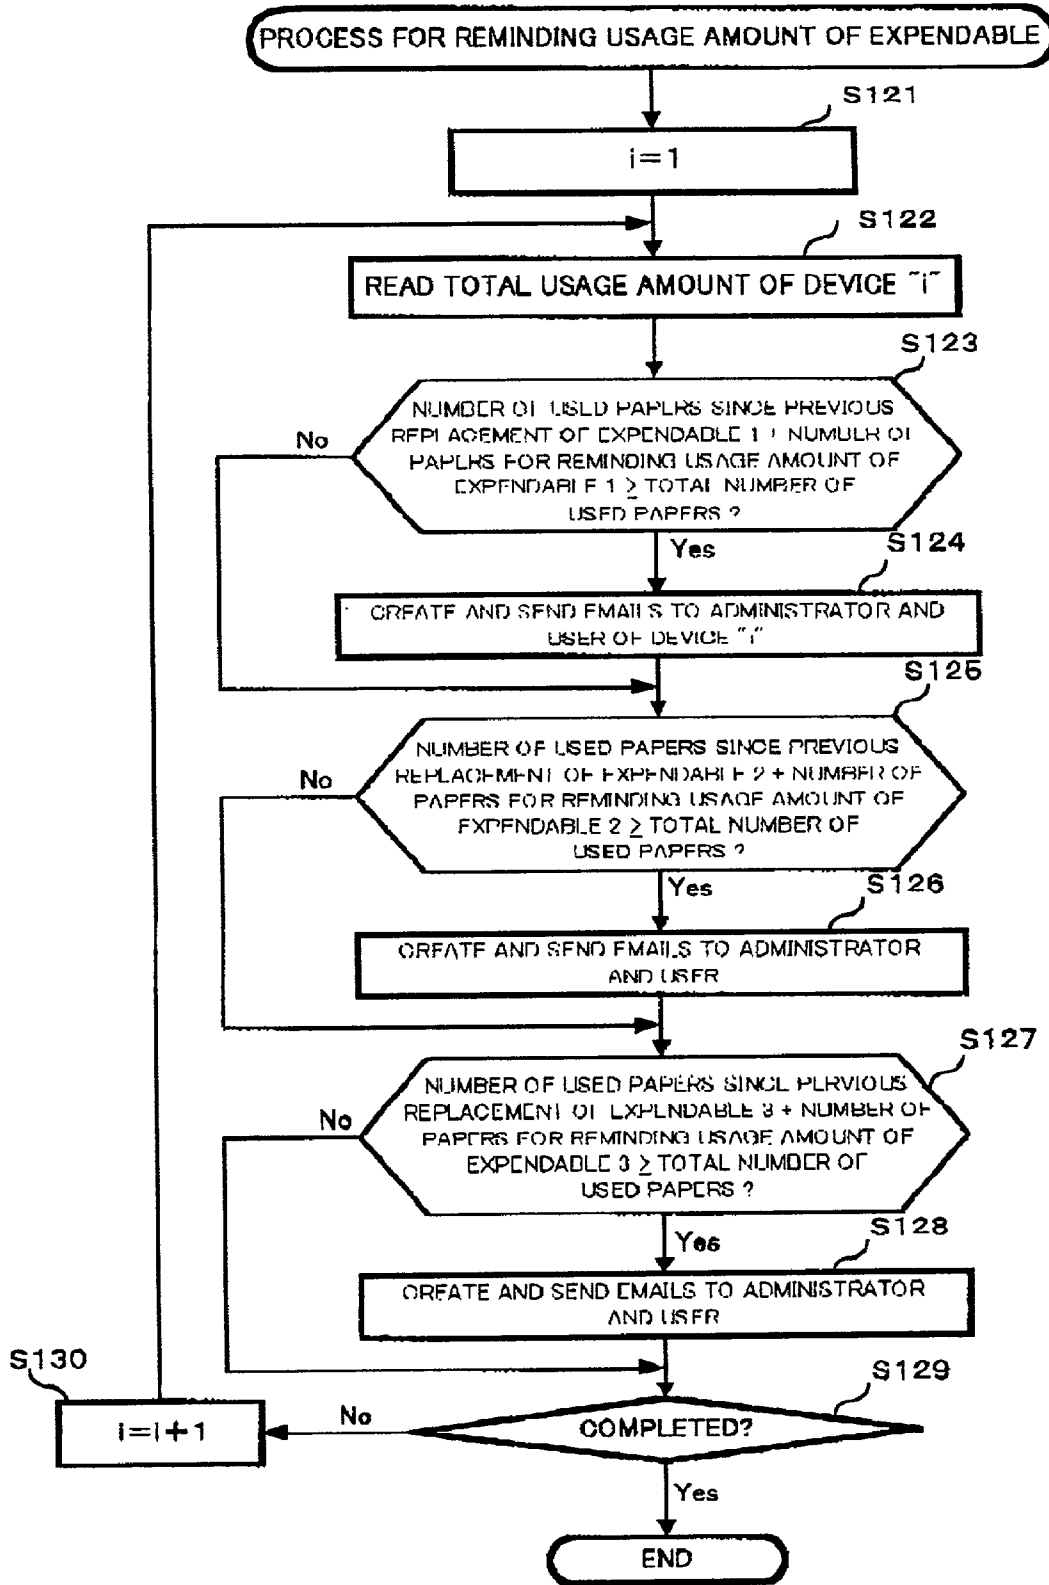 PROCESS FOR REMINDING USAGE AMOUNT OF EXPENDABLE
S121
i=1
S122
READ TOTAL USAGE AMOUNT OF DEVICE "i"
S123
NUMBER OF USED PAPERS SINCE PREVIOUS
REPLACEMENT OF EXPENDABLE 1 + NUMBER OF
PAPERS FOR REMINDING USAGE AMOUNT OF
EXPENDABLE 1 ≥ TOTAL NUMBER OF
USED PAPERS ?
No
Yes
S124
CREATE AND SEND EMAILS TO ADMINISTRATOR AND
USER OF DEVICE "i"
S125
NUMBER OF USED PAPERS SINCE PREVIOUS
REPLACEMENT OF EXPENDABLE 2 + NUMBER OF
PAPERS FOR REMINDING USAGE AMOUNT OF
EXPENDABLE 2 ≥ TOTAL NUMBER OF
USED PAPERS ?
No
Yes
S126
CREATE AND SEND EMAILS TO ADMINISTRATOR
AND USER
S127
NUMBER OF USED PAPERS SINCE PERVIOUS
REPLACEMENT OF EXPENDABLE 3 + NUMBER OF
PAPERS FOR REMINDING USAGE AMOUNT OF
EXPENDABLE 3 ≥ TOTAL NUMBER OF
USED PAPERS ?
No
Yes
S128
CREATE AND SEND EMAILS TO ADMINISTRATOR
AND USER
S129
COMPLETED?
No
S130
i=i+1
Yes
END